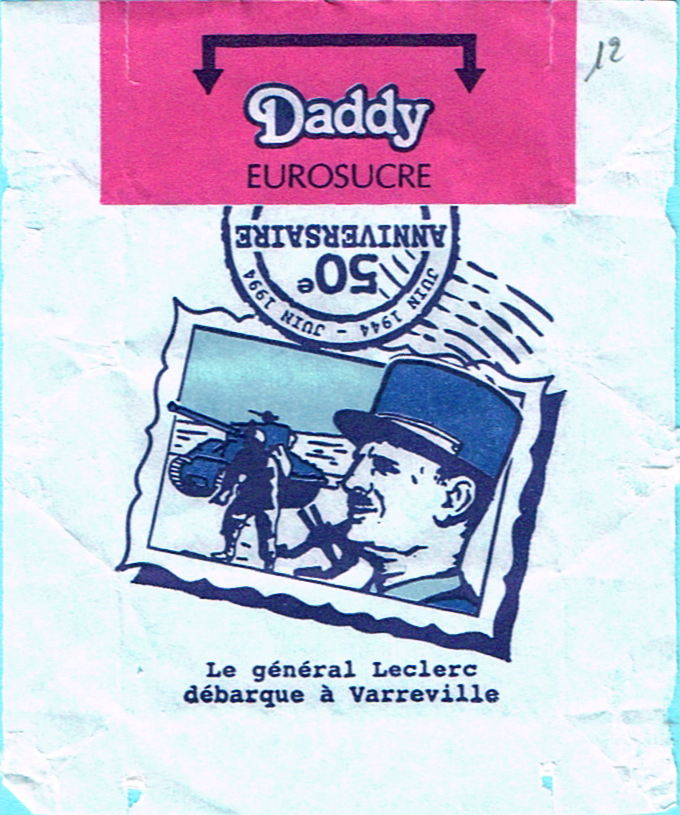 12
Daddy
EUROSUCRE
ANNIVERSAIRE
50e
JUIN 1944 - JUIN 1994
Le général Leclerc
débarque à Varreville